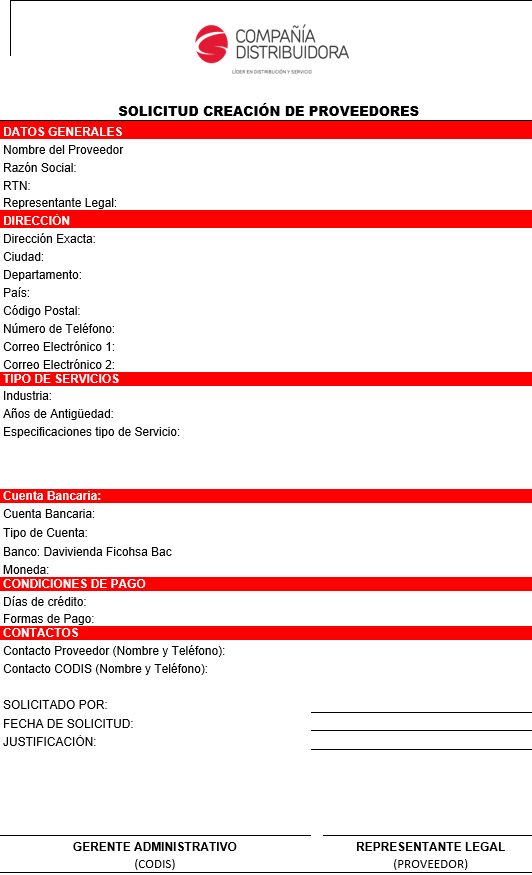 COMPAÑÍA
DISTRIBUIDORA
LÍDER EN DISTRIBUCIÓN Y SERVICIO
SOLICITUD CREACIÓN DE PROVEEDORES
DATOS GENERALES
Nombre del Proveedor
Razón Social:
RTN:
Representante Legal:
DIRECCIÓN
Dirección Exacta:
Ciudad:
Departamento:
País:
Código Postal:
Número de Teléfono:
Correo Electrónico 1:
Correo Electrónico 2:
TIPO DE SERVICIOS
Industria:
Años de Antigüedad:
Especificaciones tipo de Servicio:
Cuenta Bancaria:
Cuenta Bancaria:
Tipo de Cuenta:
Banco: Davivienda Ficohsa Bac
Moneda:
CONDICIONES DE PAGO
Días de crédito:
Formas de Pago:
CONTACTOS
Contacto Proveedor (Nombre y Teléfono):
Contacto CODIS (Nombre y Teléfono):
SOLICITADO POR:
FECHA DE SOLICITUD:
JUSTIFICACIÓN:
GERENTE ADMINISTRATIVO REPRESENTANTE LEGAL
(CODIS) (PROVEEDOR)